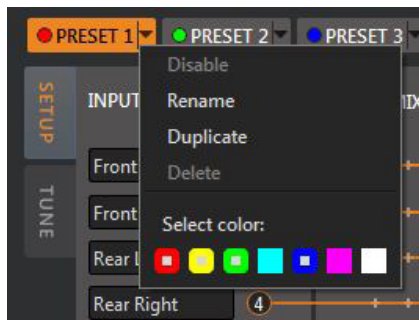 PRESET 1 PRESET 2 PRESET 3
Disable
SETUP
INPUT
Rename
Duplicate
Front
Delete
TUNE
Front
Select color:
Rear L
Rear Right 4